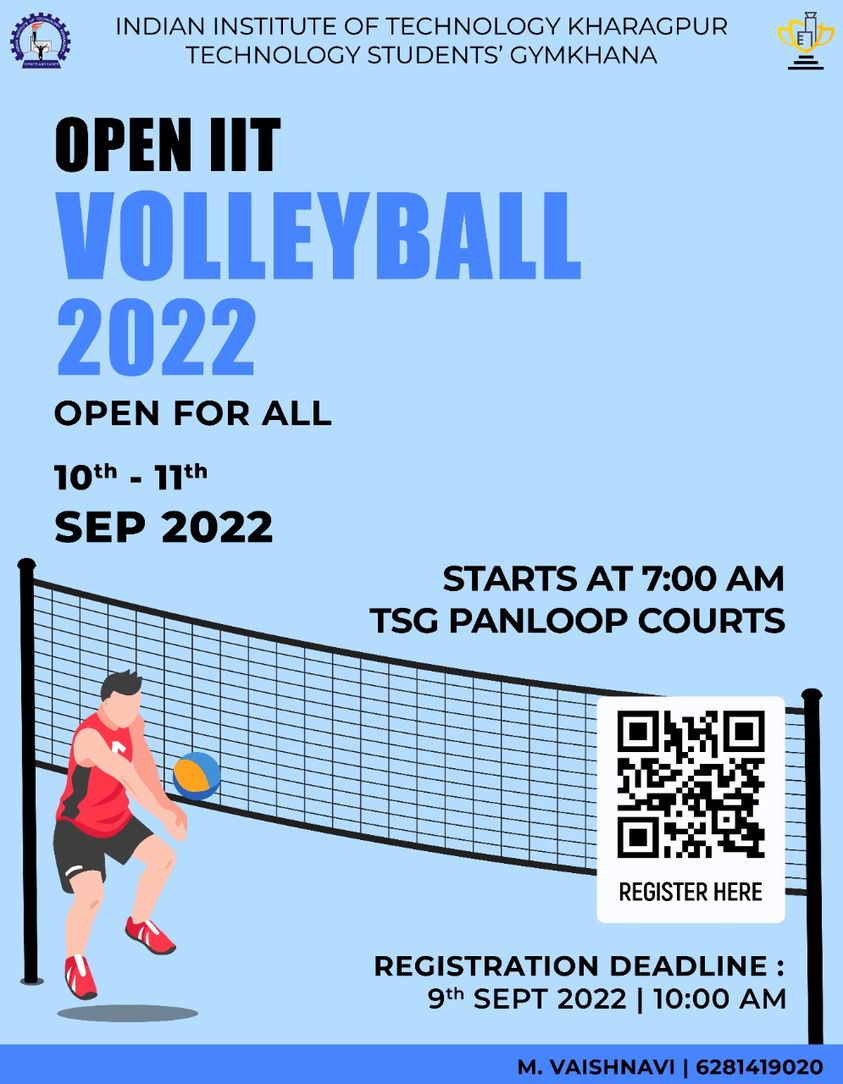 INDIAN INSTITUTE OF TECHNOLOGY KHARAGPUR
TECHNOLOGY STUDENTS' GYMKHANA
OPEN IIT
VOLLEYBALL
2022
OPEN FOR ALL
10th - 11th
SEP 2022
STARTS AT 7:00 AM
TSG PANLOOP COURTS
REGISTER HERE
REGISTRATION DEADLINE :
9th SEPT 2022 | 10:00 AM
M. VAISHNAVI | 6281419020